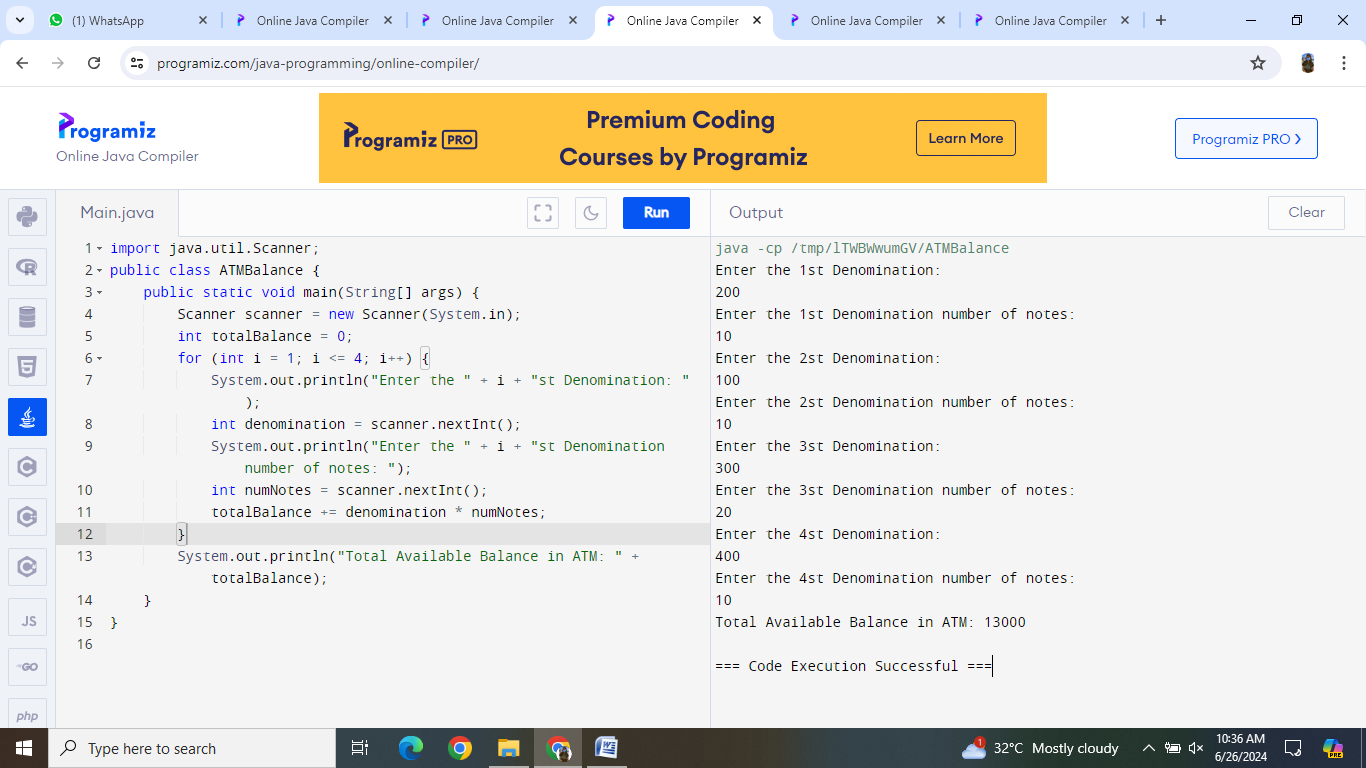 (1) WhatsApp
Online Java Compiler
Online Java Compiler
Online Java Compiler
Online Java Compiler
Online Java Compiler
programiz.com/java-programming/online-compiler/
Programiz
Online Java Compiler
Programiz PRO
Premium Coding
Courses by Programiz
Learn More
Programiz PRO >
Main.java
Run
Output
Clear
1 import java.util.Scanner;
2 public class ATMBalance {
3 public static void main(String[] args) {
4 Scanner scanner = new Scanner(System.in);
5 int totalBalance = 0;
6 for (int i = 1; i <= 4; i++) {
7 System.out.println("Enter the " + i + "st Denomination: "
);
8 int denomination = scanner.nextInt();
9 System.out.println("Enter the " + i + "st Denomination
number of notes: ");
10 int numNotes = scanner.nextInt();
11 totalBalance += denomination * numNotes;
12 }
13 System.out.println("Total Available Balance in ATM: " +
totalBalance);
14 }
15 }
16
java -cp /tmp/lTWBWwumGV/ATMBalance
Enter the 1st Denomination:
200
Enter the 1st Denomination number of notes:
10
Enter the 2st Denomination:
100
Enter the 2st Denomination number of notes:
10
Enter the 3st Denomination:
300
Enter the 3st Denomination number of notes:
20
Enter the 4st Denomination:
400
Enter the 4st Denomination number of notes:
10
Total Available Balance in ATM: 13000
=== Code Execution Successful ===
JS
GO
php
Type here to search
1
32°C Mostly cloudy
10:36 AM
6/26/2024
PRE